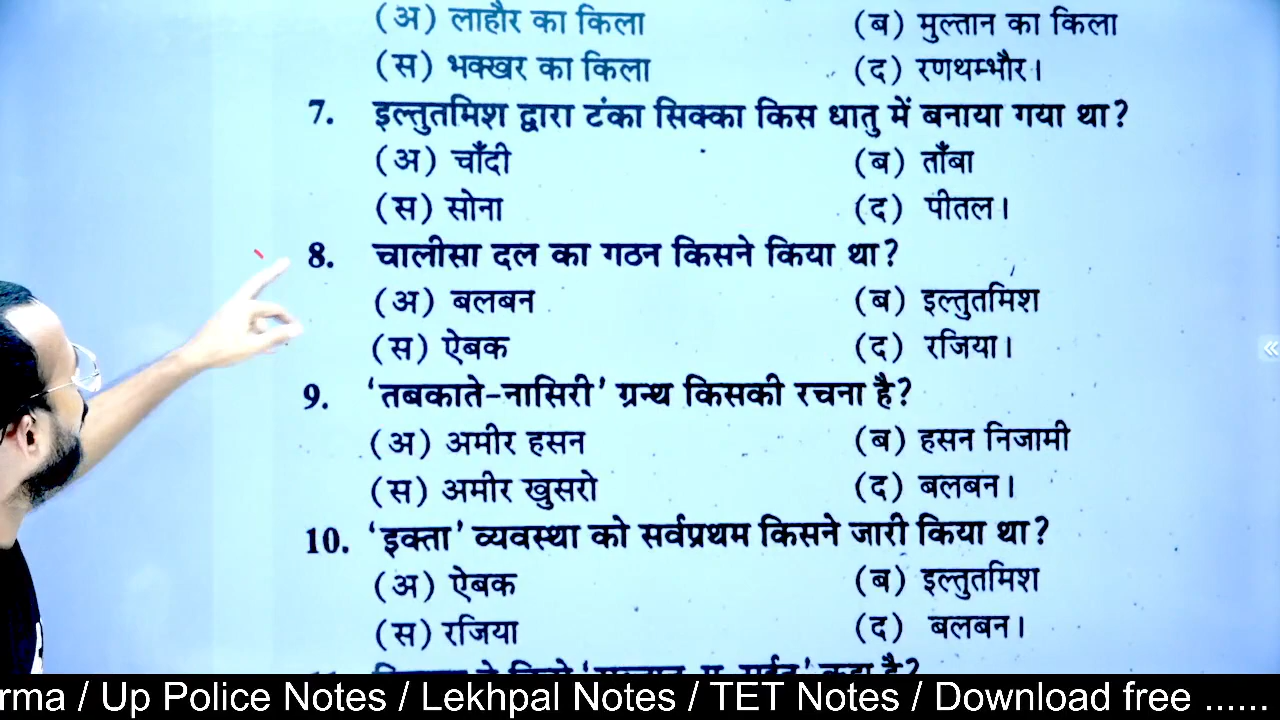 (अ) लाहौर का किला (ब) मुल्तान का किला
(स) भक्खर का किला (द) रणथम्भौर।
7. इल्तुतमिश द्वारा टंका सिक्का किस धातु में बनाया गया था?
(अ) चाँदी (ब) ताँबा
(स) सोना (द) पीतल।
8. चालीसा दल का गठन किसने किया था?
(अ) बलबन (ब) इल्तुतमिश
(स) ऐबक (द) रजिया।
9. ‘तबकाते-नासिरी’ ग्रन्थ किसकी रचना है?
(अ) अमीर हसन (ब) हसन निजामी
(स) अमीर खुसरो (द) बलबन।
10. ‘इक्ता’ व्यवस्था को सर्वप्रथम किसने जारी किया था?
(अ) ऐबक (ब) इल्तुतमिश
(स) रजिया (द) बलबन।
rma / Up Police Notes / Lekhpal Notes / TET Notes / Download free ......